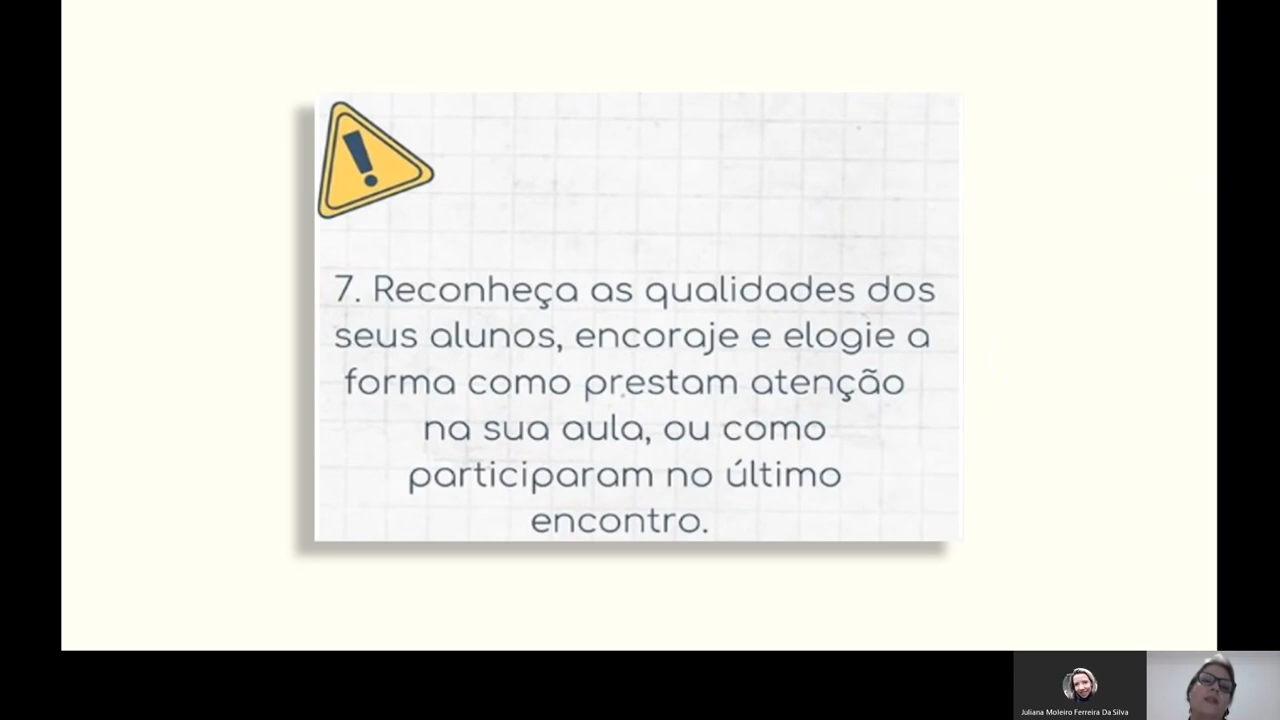 7. Reconheça as qualidades dos
seus alunos, encoraje e elogie a
forma como prestam atenção
na sua aula, ou como
participaram no último
encontro.
Juliana Moleiro Ferreira Da Silva